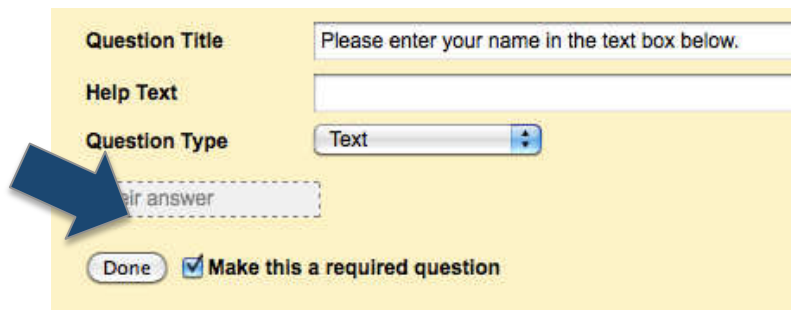 Question Title Please enter your name in the text box below.
Help Text
Question Type Text
answer
Done Make this a required question